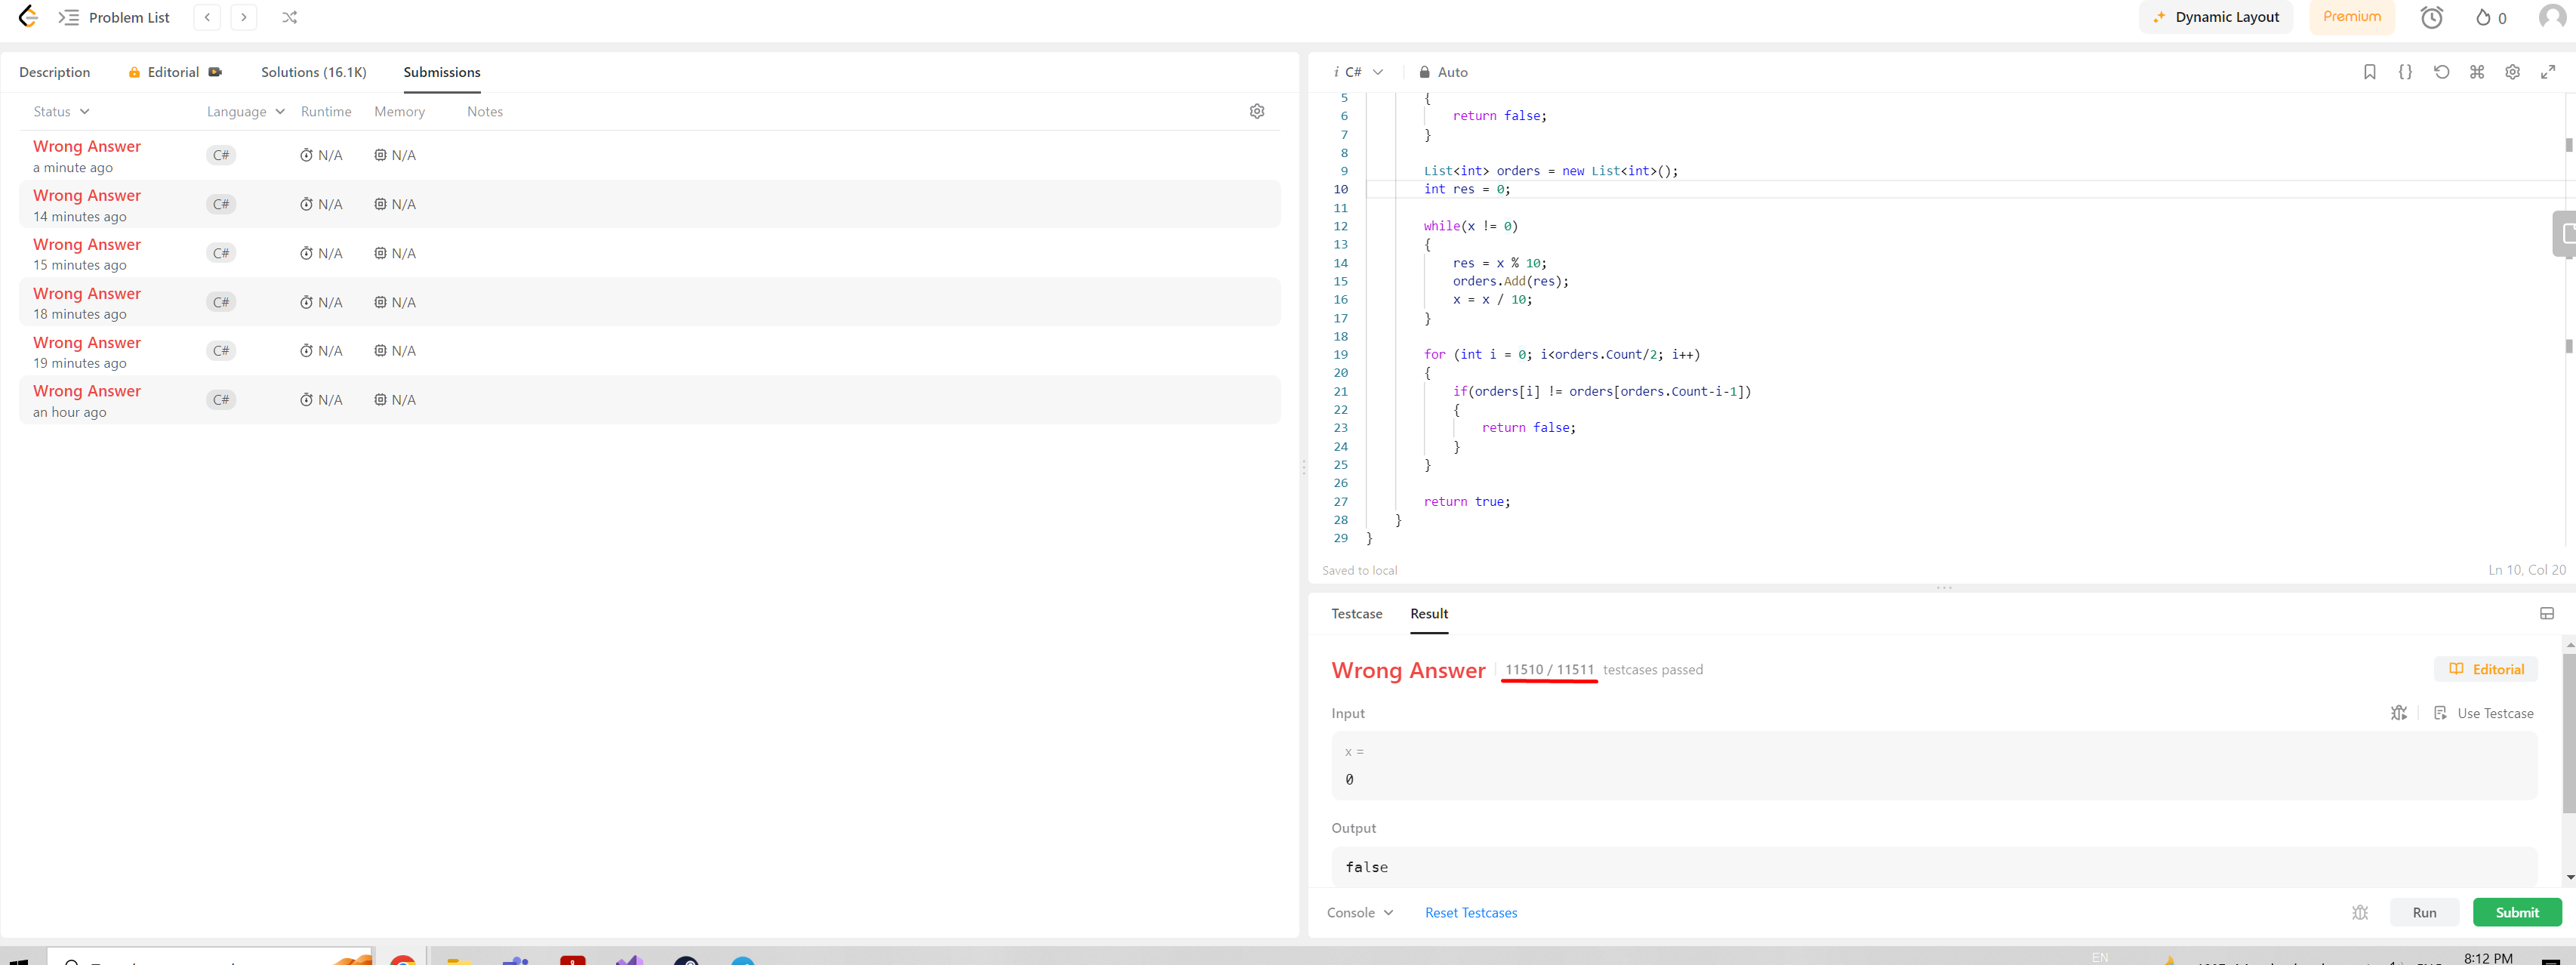 Problem List
Dynamic Layout
Premium
0
Description
Editorial
Solutions (16.1K)
Submissions
Status
Language
Runtime
Memory
Notes
Wrong Answer
a minute ago
C#
N/A
N/A
Wrong Answer
14 minutes ago
C#
N/A
N/A
Wrong Answer
15 minutes ago
C#
N/A
N/A
Wrong Answer
18 minutes ago
C#
N/A
N/A
Wrong Answer
19 minutes ago
C#
N/A
N/A
Wrong Answer
an hour ago
C#
N/A
N/A
i C#
Auto
5 {
6 return false;
7 }
8
9 List<int> orders = new List<int>();
10 int res = 0;
11
12 while(x != 0)
13 {
14 res = x % 10;
15 orders.Add(res);
16 x = x / 10;
17 }
18
19 for (int i = 0; i<orders.Count/2; i++)
20 {
21 if(orders[i] != orders[orders.Count-i-1])
22 {
23 return false;
24 }
25 }
26
27 return true;
28 }
29 }
Saved to local
Ln 10, Col 20
Testcase
Result
Wrong Answer
11510 / 11511 testcases passed
Editorial
Input
Use Testcase
x =
0
Output
false
Console
Reset Testcases
Run
Submit
EN
8:12 PM